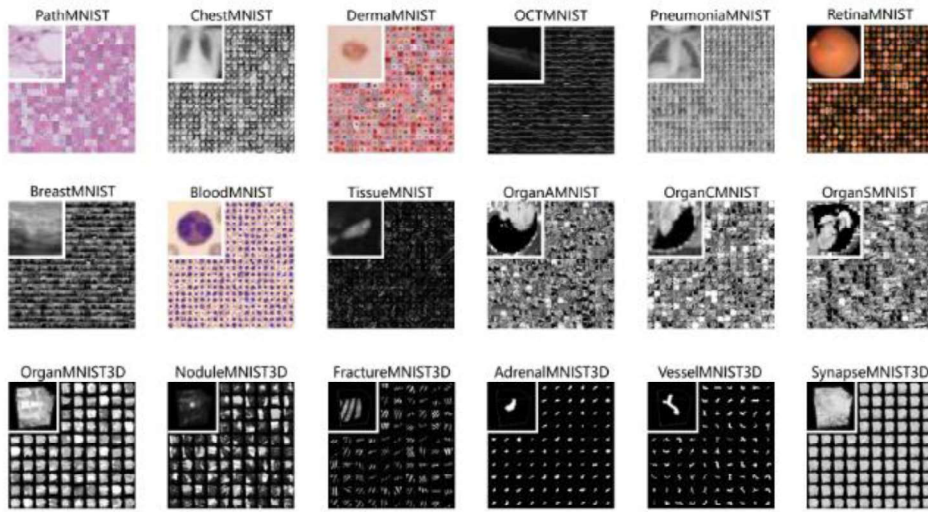 PathMNIST ChestMNIST DermaMNIST OCTMNIST PneumoniaMNIST RetinaMNIST
BreastMNIST BloodMNIST TissueMNIST OrganAMNIST OrganCMNIST OrganSMNIST
OrganMNIST3D NoduleMNIST3D FractureMNIST3D AdrenalMNIST3D VesselMNIST3D SynapseMNIST3D